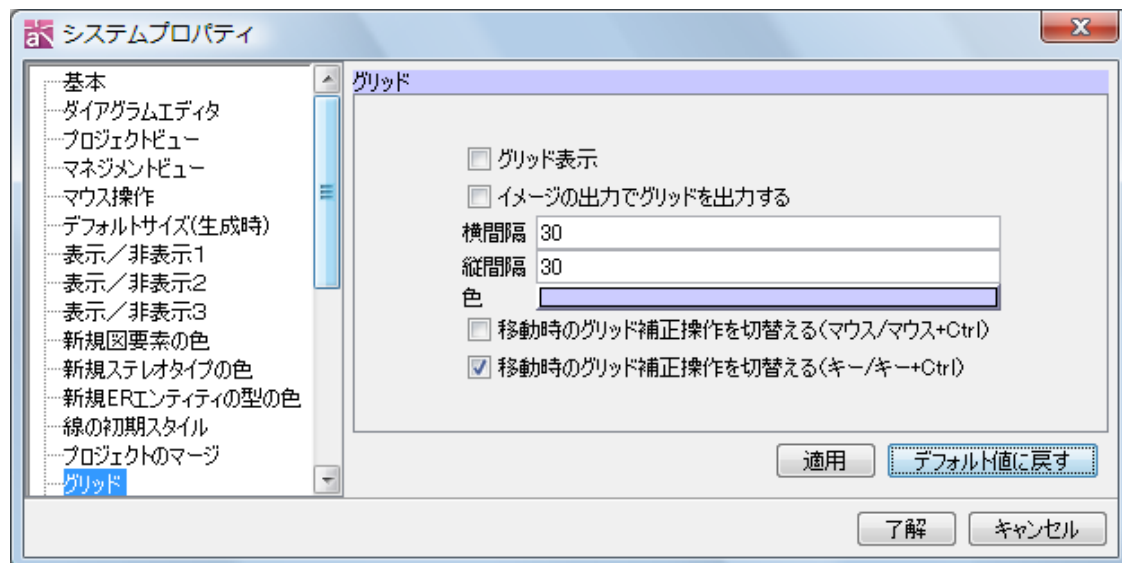 システムプロパティ
基本
ダイアグラムエディタ
プロジェクトビュー
マネジメントビュー
マウス操作
デフォルトサイズ(生成時)
表示／非表示1
表示／非表示2
表示／非表示3
新規図要素の色
新規ステレオタイプの色
新規ERエンティティの型の色
線の初期スタイル
プロジェクトのマージ
グリッド
グリッド
グリッド表示
イメージの出力でグリッドを出力する
横間隔 30
縦間隔 30
色
移動時のグリッド補正操作を切替える(マウス/マウス+Ctrl)
移動時のグリッド補正操作を切替える(キー/キー+Ctrl)
適用 デフォルト値に戻す
了解 キャンセル